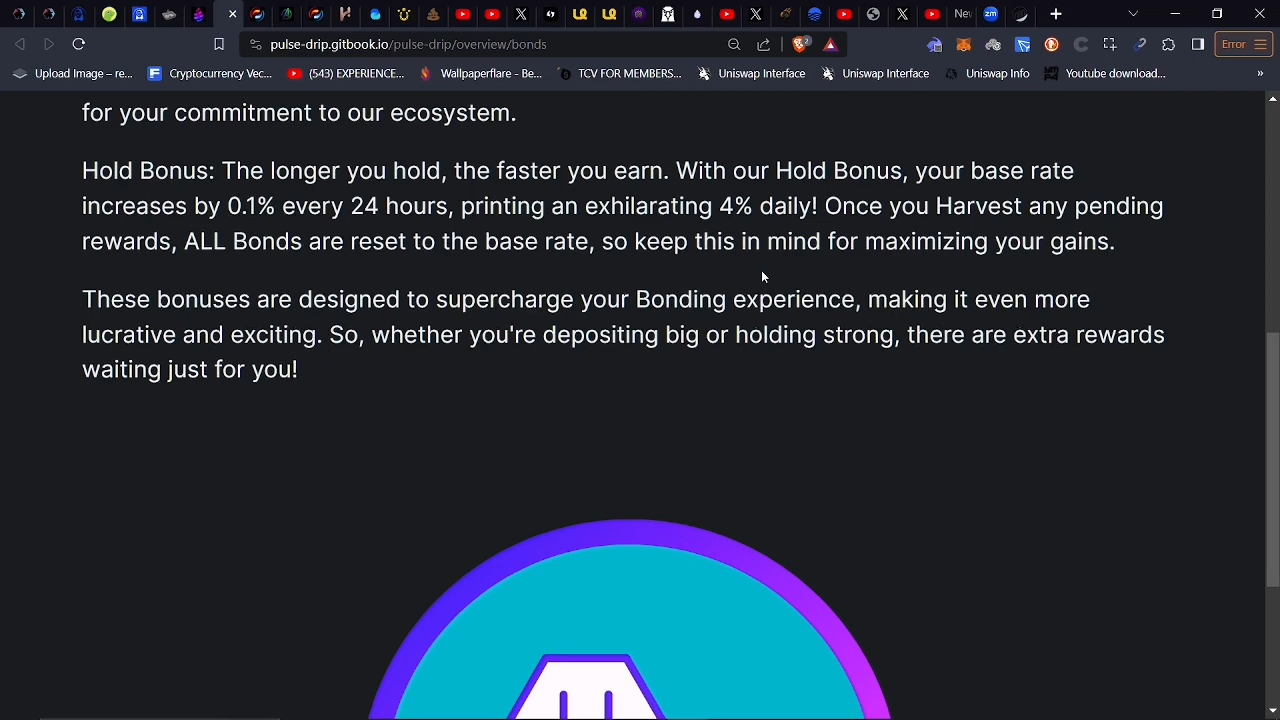 pulse-drip.gitbook.io/pulse-drip/overview/bonds
New
zm
2
Error
Upload Image – re...
Cryptocurrency Vec...
(543) EXPERIENCE...
Wallpaperflare - Be...
TCV FOR MEMBERS...
Uniswap Interface
Uniswap Interface
Uniswap Info
Youtube download...
»
for your commitment to our ecosystem.
Hold Bonus: The longer you hold, the faster you earn. With our Hold Bonus, your base rate
increases by 0.1% every 24 hours, printing an exhilarating 4% daily! Once you Harvest any pending
rewards, ALL Bonds are reset to the base rate, so keep this in mind for maximizing your gains.
These bonuses are designed to supercharge your Bonding experience, making it even more
lucrative and exciting. So, whether you're depositing big or holding strong, there are extra rewards
waiting just for you!